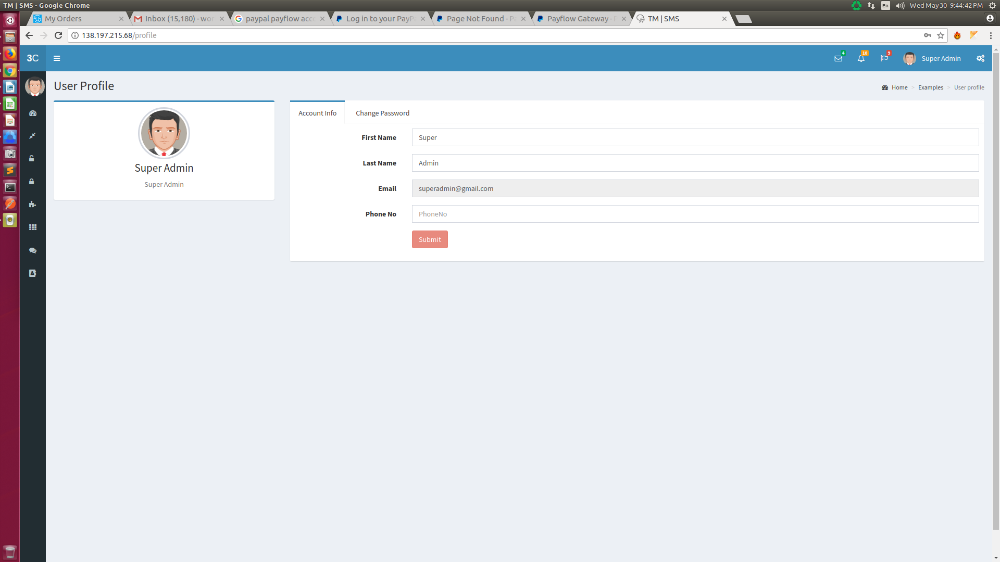 TM | SMS - Google Chrome
En
Wed May 30 9:44:42 PM
My Orders
Inbox (15,180) - wor
paypal payflow acc
Log in to your PayP
Page Not Found - Pa
Payflow Gateway - P
TM | SMS
138.197.215.68/profile
3C
4
10
9
Super Admin
User Profile
Home > Examples > User profile
Super Admin
Super Admin
Account Info
Change Password
First Name
Super
Last Name
Admin
Email
superadmin@gmail.com
Phone No
PhoneNo
Submit